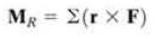 M_R = Σ(r × F)